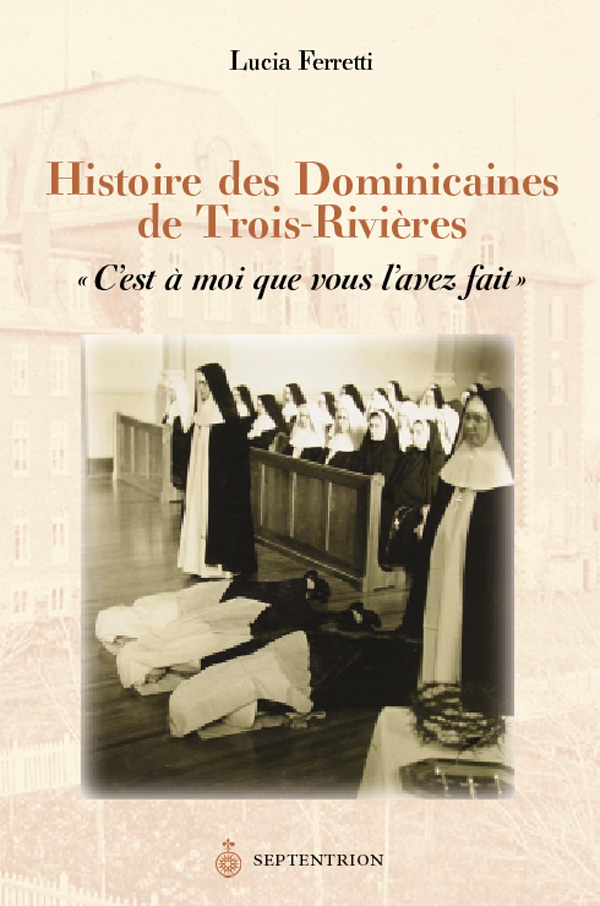 Lucia Ferretti
Histoire des Dominicaines
de Trois-Rivières
« C'est à moi que vous l'avez fait »
SEPTENTRION